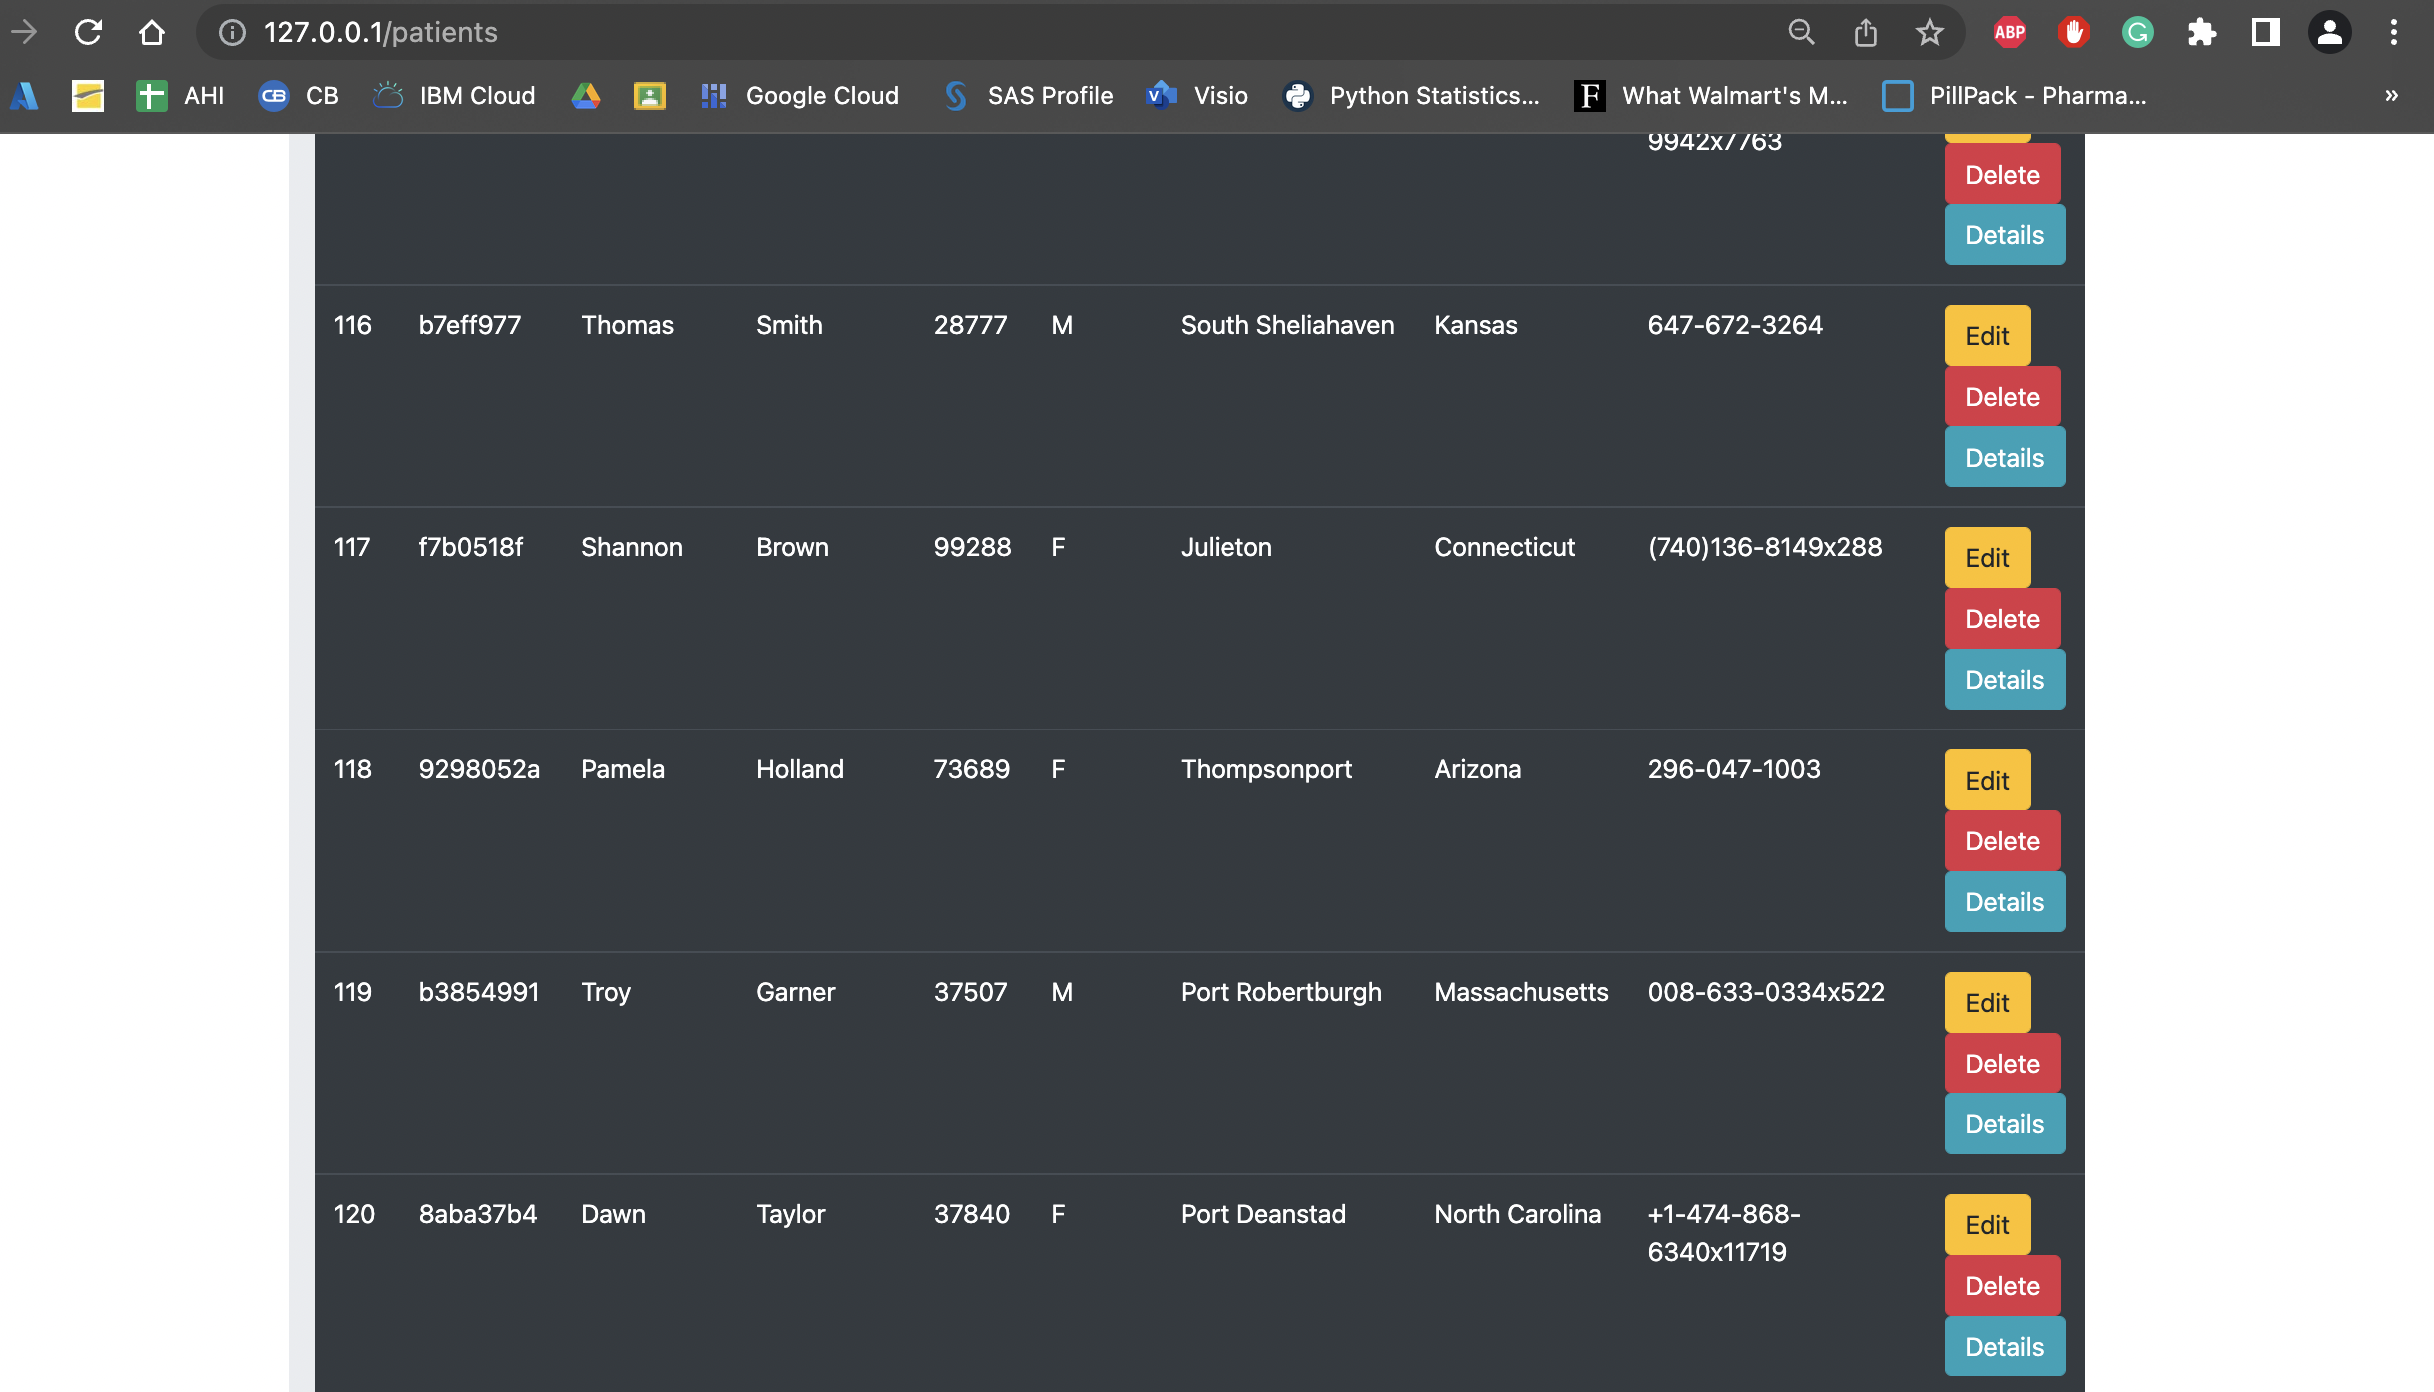 127.0.0.1/patients
ABP
G
AHI
CB CB
IBM Cloud
Google Cloud
SAS Profile
V Visio
Python Statistics...
F What Walmart's M...
PillPack - Pharma...
»
9942x7763
Delete
Details
116 b7eff977 Thomas Smith 28777 M South Sheliahaven Kansas 647-672-3264 Edit
Delete
Details
117 f7b0518f Shannon Brown 99288 F Julieton Connecticut (740)136-8149x288 Edit
Delete
Details
118 9298052a Pamela Holland 73689 F Thompsonport Arizona 296-047-1003 Edit
Delete
Details
119 b3854991 Troy Garner 37507 M Port Robertburgh Massachusetts 008-633-0334x522 Edit
Delete
Details
120 8aba37b4 Dawn Taylor 37840 F Port Deanstad North Carolina +1-474-868-
6340x11719 Edit
Delete
Details